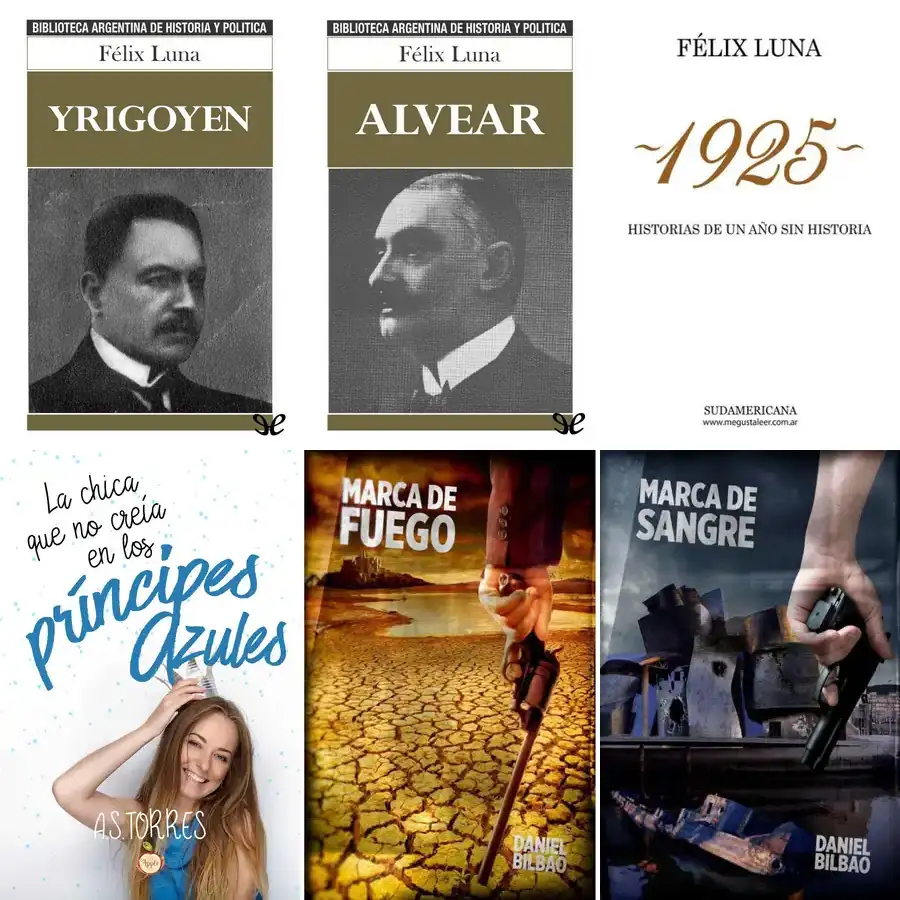 BIBLIOTECA ARGENTINA DE HISTORIA Y POLITICA
Félix Luna
YRIGOYEN
BIBLIOTECA ARGENTINA DE HISTORIA Y POLITICA
Félix Luna
ALVEAR
FÉLIX LUNA
~1925~
HISTORIAS DE UN AÑO SIN HISTORIA
SUDAMERICANA
www.megustaleer.com.ar
La chica
que no creía
en los
príncipes
Azules
A.S. TORRES
Apple
MARCA DE
FUEGO
DANIEL
BILBAO
MARCA DE
SANGRE
DANIEL
BILBAO